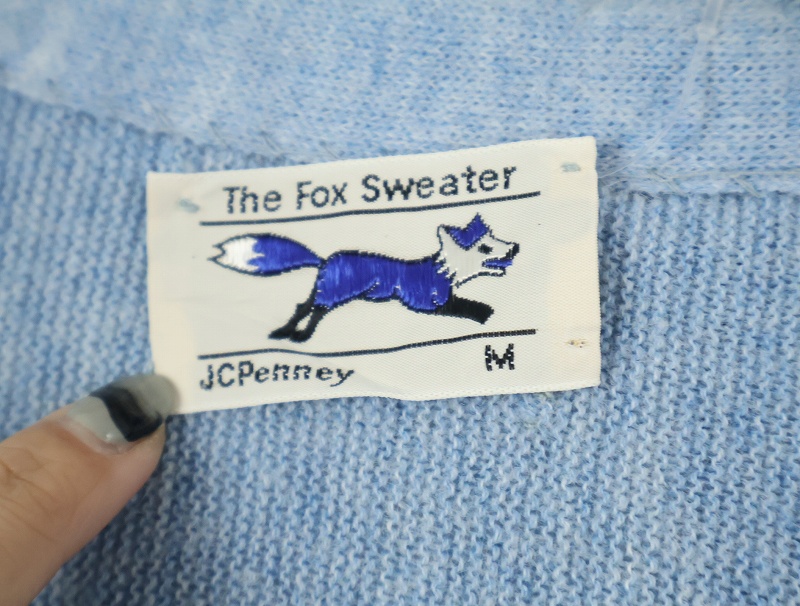 The Fox Sweater
JCPenney M